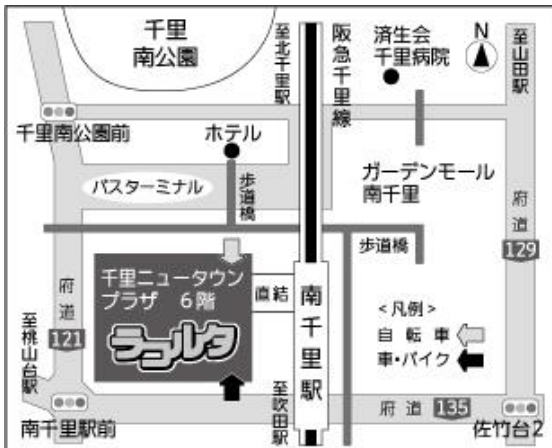 千里
南公園
至北千里駅
阪急千里線
済生会
千里病院
N
至山田駅
千里南公園前
ホテル
バスターミナル
歩道橋
ガーデンモール
南千里
府道
129
歩道橋
千里ニュータウン
プラザ 6階
ラコルタ
直結
南千里駅
<凡例>
自転車
車・バイク
府道
121
至桃山台駅
南千里駅前
至吹田駅
府道 135
佐竹台2